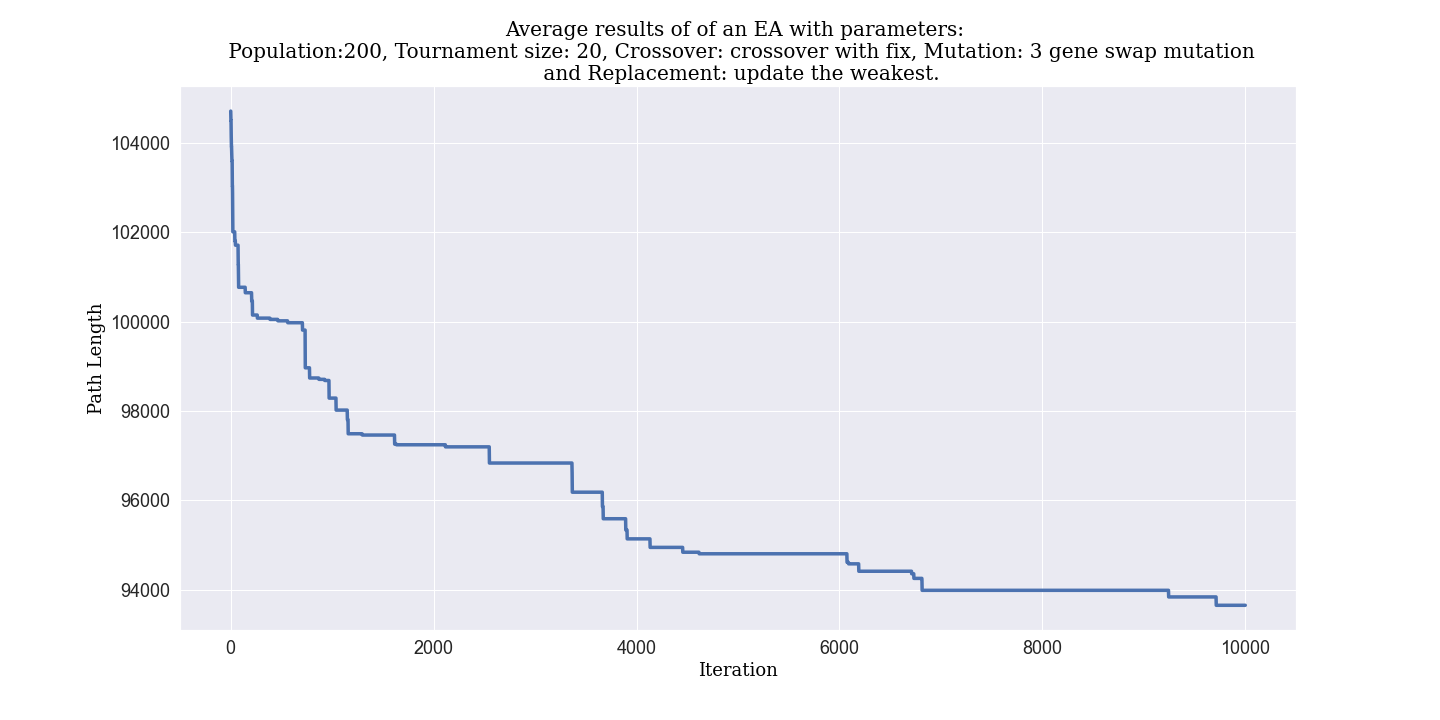 Average results of of an EA with parameters:
Population:200, Tournament size: 20, Crossover: crossover with fix, Mutation: 3 gene swap mutation
and Replacement: update the weakest.
104000
102000
100000
98000
96000
94000
Path Length
0 2000 4000 6000 8000 10000
Iteration